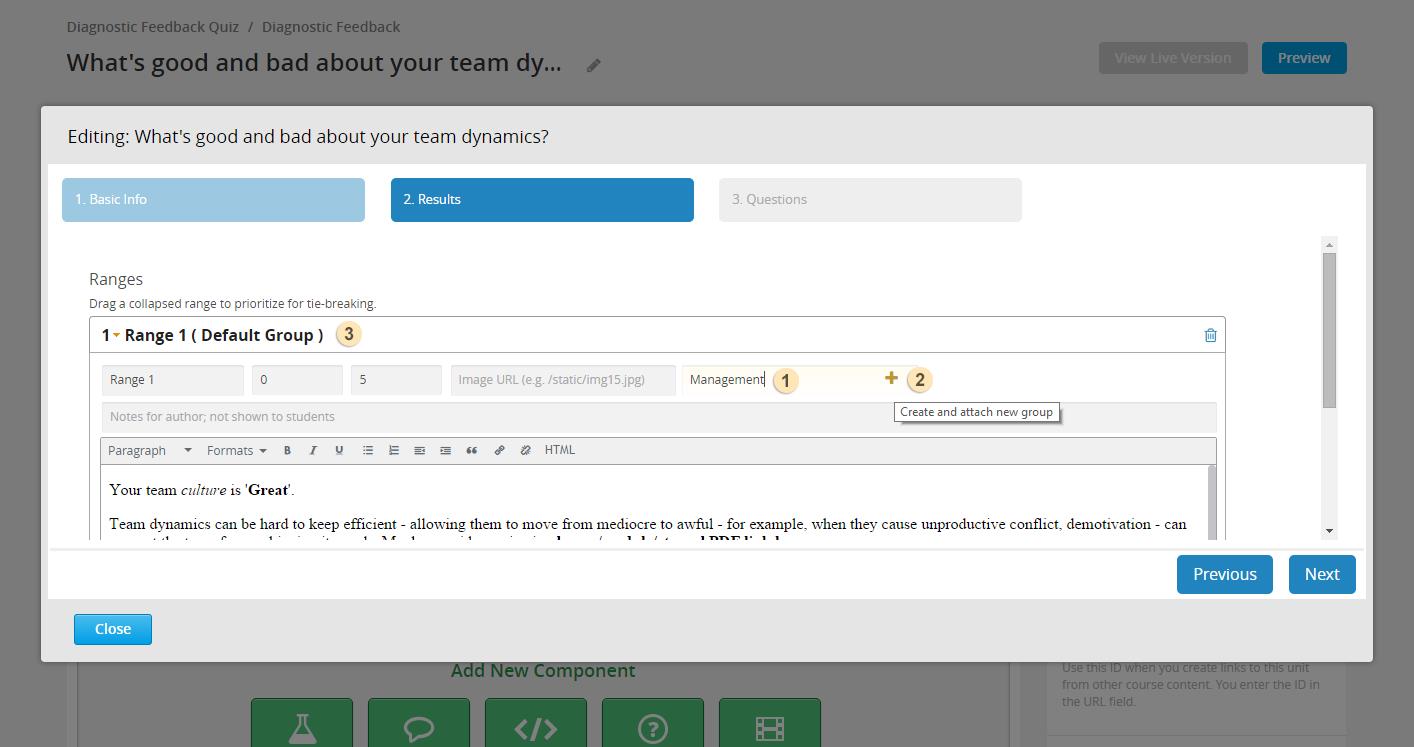 Diagnostic Feedback Quiz / Diagnostic Feedback
What's good and bad about your team dy...
View Live Version
Preview
Editing: What's good and bad about your team dynamics?
1. Basic Info
2. Results
3. Questions
Ranges
Drag a collapsed range to prioritize for tie-breaking.
1 Range 1 ( Default Group ) 3
Range 1
0
5
Image URL (e.g. /static/img15.jpg)
Management 1
+ 2
Create and attach new group
Notes for author; not shown to students
Paragraph Formats B I U HTML
Your team culture is 'Great'.
Team dynamics can be hard to keep efficient - allowing them to move from mediocre to awful - for example, when they cause unproductive conflict, demotivation - can
Previous
Next
Close
Add New Component
Use this ID when you create links to this unit
from other course content. You enter the ID in
the URL field.